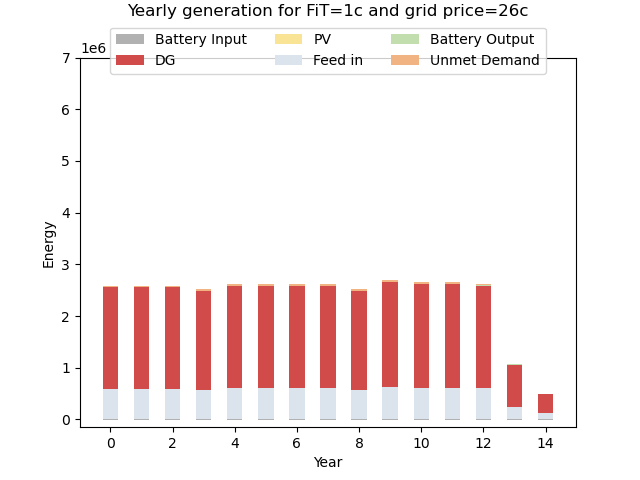 Yearly generation for FiT=1c and grid price=26c
1e6
Battery Input PV Battery Output
DG Feed in Unmet Demand
7
6
5
4
3
2
1
0
Energy
0 2 4 6 8 10 12 14
Year